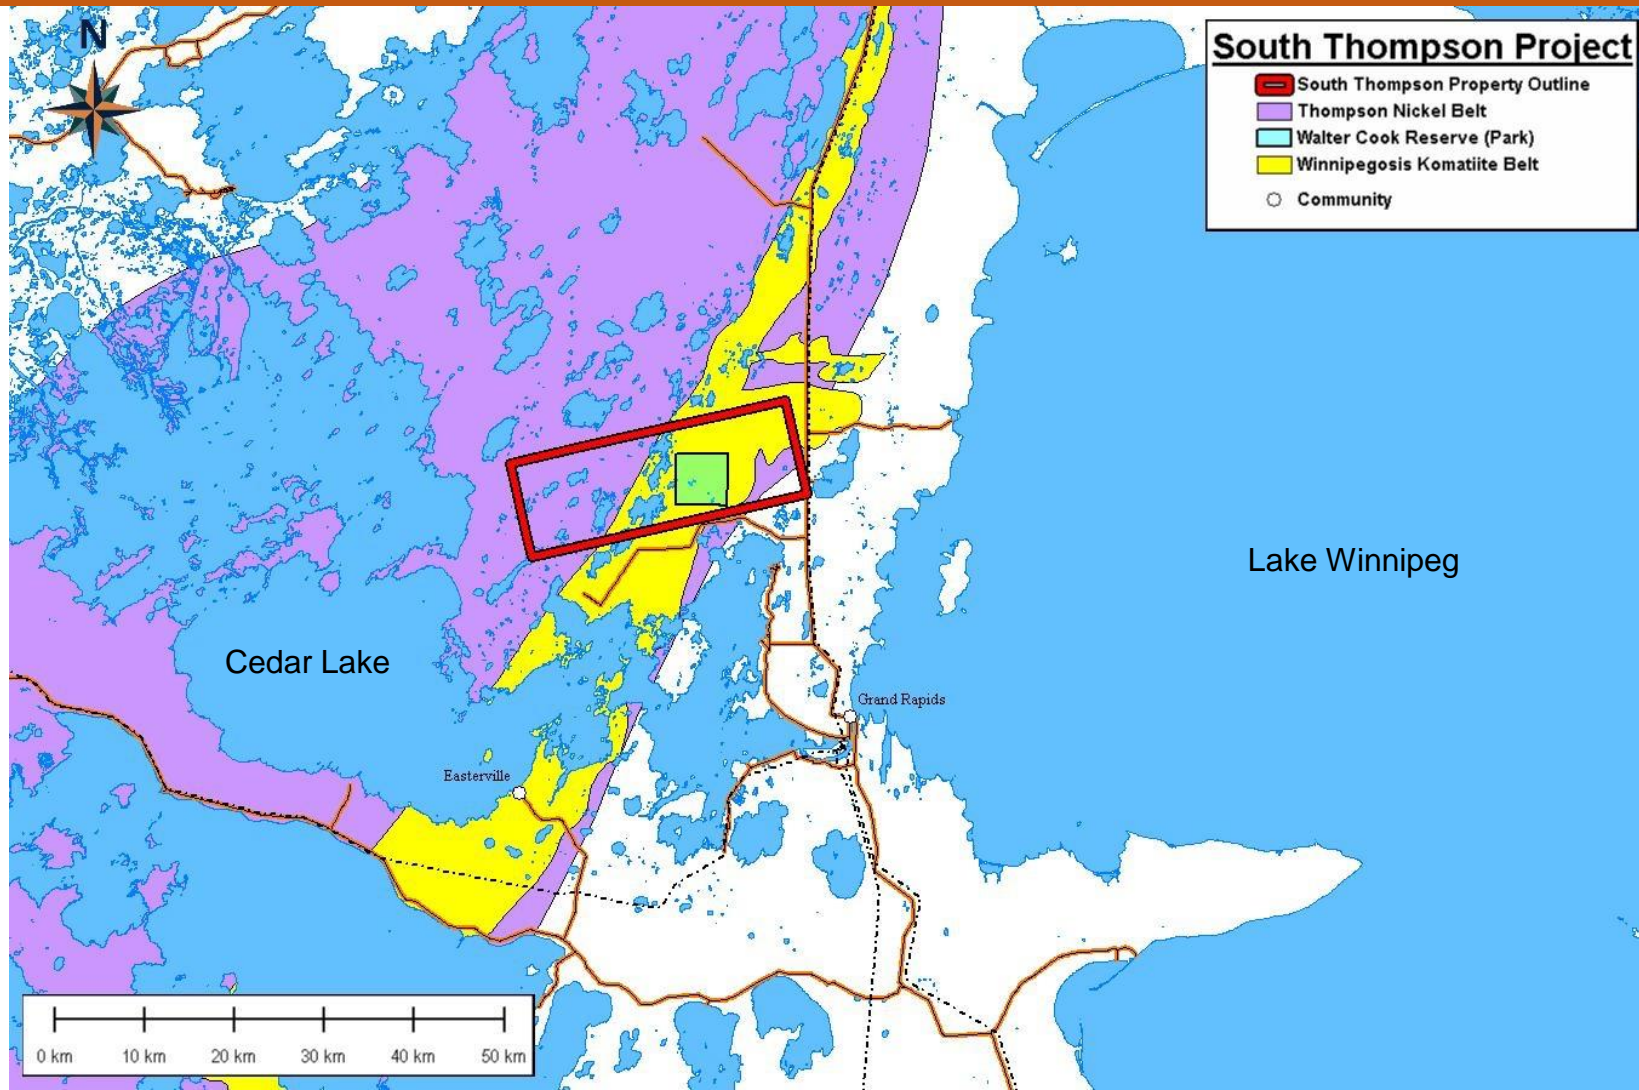 N
South Thompson Project
South Thompson Property Outline
Thompson Nickel Belt
Walter Cook Reserve (Park)
Winnipegosis Komatiite Belt
Community
Lake Winnipeg
Cedar Lake
Grand Rapids
Easterville
0 km 10 km 20 km 30 km 40 km 50 km